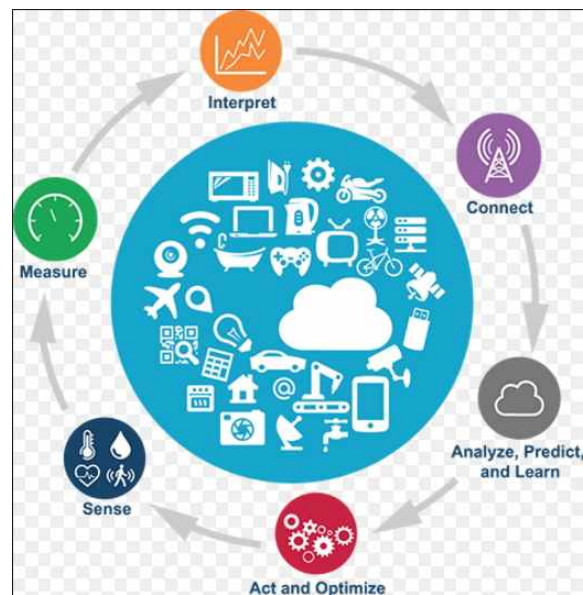 Interpret
Connect
Analyze, Predict,
and Learn
Act and Optimize
Sense
Measure
@